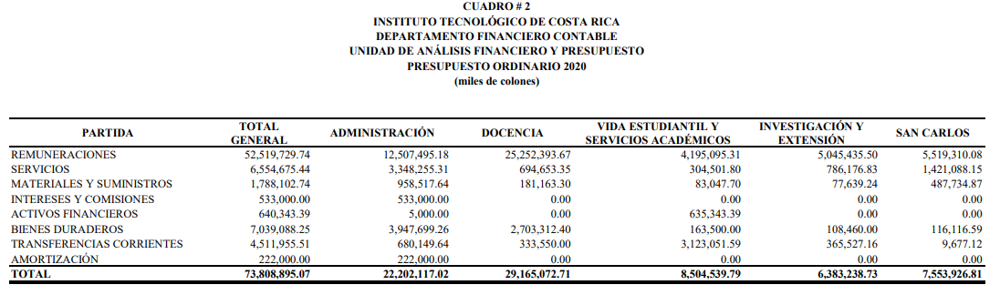 CUADRO # 2
INSTITUTO TECNOLÓGICO DE COSTA RICA
DEPARTAMENTO FINANCIERO CONTABLE
UNIDAD DE ANÁLISIS FINANCIERO Y PRESUPUESTO
PRESUPUESTO ORDINARIO 2020
(miles de colones)
PARTIDA TOTAL GENERAL ADMINISTRACIÓN DOCENCIA VIDA ESTUDIANTIL Y SERVICIOS ACADÉMICOS INVESTIGACIÓN Y EXTENSIÓN SAN CARLOS
REMUNERACIONES 52,519,729.74 12,507,495.18 25,252,393.67 4,195,095.31 5,045,435.50 5,519,310.08
SERVICIOS 6,554,675.44 3,348,255.31 694,653.35 304,501.80 786,176.83 1,421,088.15
MATERIALES Y SUMINISTROS 1,788,102.74 958,517.64 181,163.30 83,047.70 77,639.24 487,734.87
INTERESES Y COMISIONES 533,000.00 533,000.00 0.00 0.00 0.00 0.00
ACTIVOS FINANCIEROS 640,343.39 5,000.00 0.00 635,343.39 0.00 0.00
BIENES DURADEROS 7,039,088.25 3,947,699.26 2,703,312.40 163,500.00 108,460.00 116,116.59
TRANSFERENCIAS CORRIENTES 4,511,955.51 680,149.64 333,550.00 3,123,051.59 365,527.16 9,677.12
AMORTIZACIÓN 222,000.00 222,000.00 0.00 0.00 0.00 0.00
TOTAL 73,808,895.07 22,202,117.02 29,165,072.71 8,504,539.79 6,383,238.73 7,553,926.81